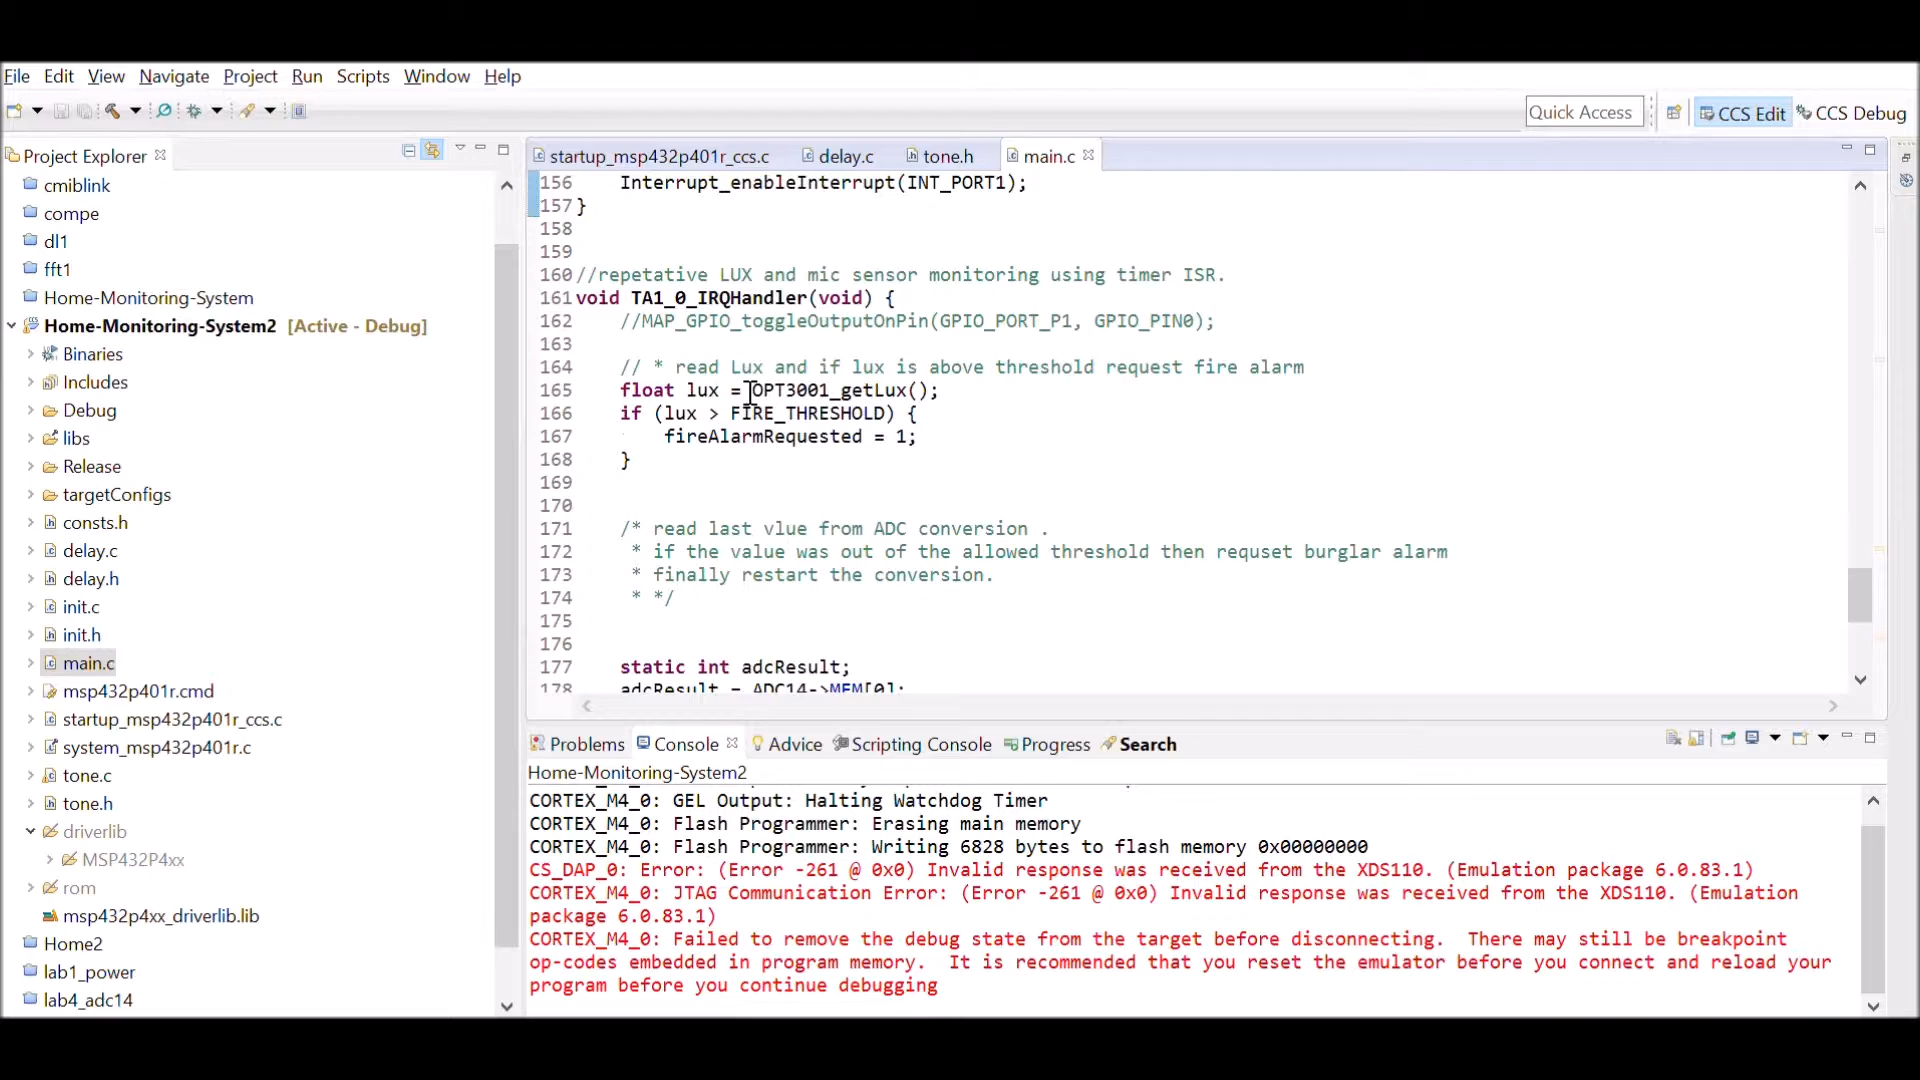 File Edit View Navigate Project Run Scripts Window Help
Quick Access CCS Edit CCS Debug
Project Explorer
cmiblink
compe
dl1
fft1
Home-Monitoring-System
Home-Monitoring-System2 [Active - Debug]
Binaries
Includes
Debug
libs
Release
targetConfigs
consts.h
delay.c
delay.h
init.c
init.h
main.c
msp432p401r.cmd
startup_msp432p401r_ccs.c
system_msp432p401r.c
tone.c
tone.h
driverlib
MSP432P4xx
rom
msp432p4xx_driverlib.lib
Home2
lab1_power
lab4_adc14
startup_msp432p401r_ccs.c delay.c tone.h main.c
156 Interrupt_enableInterrupt(INT_PORT1);
157 }
158
159
160 //repetative LUX and mic sensor monitoring using timer ISR.
161 void TA1_0_IRQHandler(void) {
162 //MAP_GPIO_toggleOutputOnPin(GPIO_PORT_P1, GPIO_PIN0);
163
164 // * read Lux and if lux is above threshold request fire alarm
165 float lux = OPT3001_getLux();
166 if (lux > FIRE_THRESHOLD) {
167 fireAlarmRequested = 1;
168 }
169
170
171 /* read last vlue from ADC conversion .
172 * if the value was out of the allowed threshold then requset burglar alarm
173 * finally restart the conversion.
174 * */
175
176
177 static int adcResult;
178 adcResult = ADC14->MEM[0];
Problems Console Advice Scripting Console Progress Search
Home-Monitoring-System2
CORTEX_M4_0: GEL Output: Halting Watchdog Timer
CORTEX_M4_0: Flash Programmer: Erasing main memory
CORTEX_M4_0: Flash Programmer: Writing 6828 bytes to flash memory 0x00000000
CS_DAP_0: Error: (Error -261 @ 0x0) Invalid response was received from the XDS110. (Emulation package 6.0.83.1)
CORTEX_M4_0: JTAG Communication Error: (Error -261 @ 0x0) Invalid response was received from the XDS110. (Emulation
package 6.0.83.1)
CORTEX_M4_0: Failed to remove the debug state from the target before disconnecting. There may still be breakpoint
op-codes embedded in program memory. It is recommended that you reset the emulator before you connect and reload your
program before you continue debugging